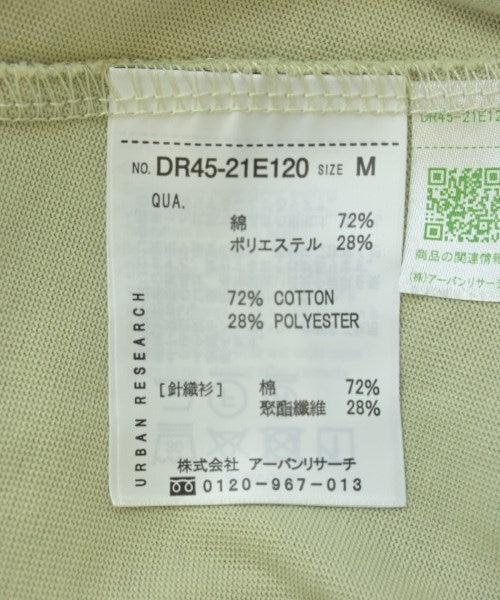 NO. DR45-21E120 SIZE M
QUA.
綿 72%
ポリエステル 28%
72% COTTON
28% POLYESTER
[針織衫] 棉 72%
聚酯纖維 28%
URBAN RESEARCH
株式会社 アーバンリサーチ
0120-967-013
DR45-21E12
商品の関連情報
(株)アーバンリサーチ